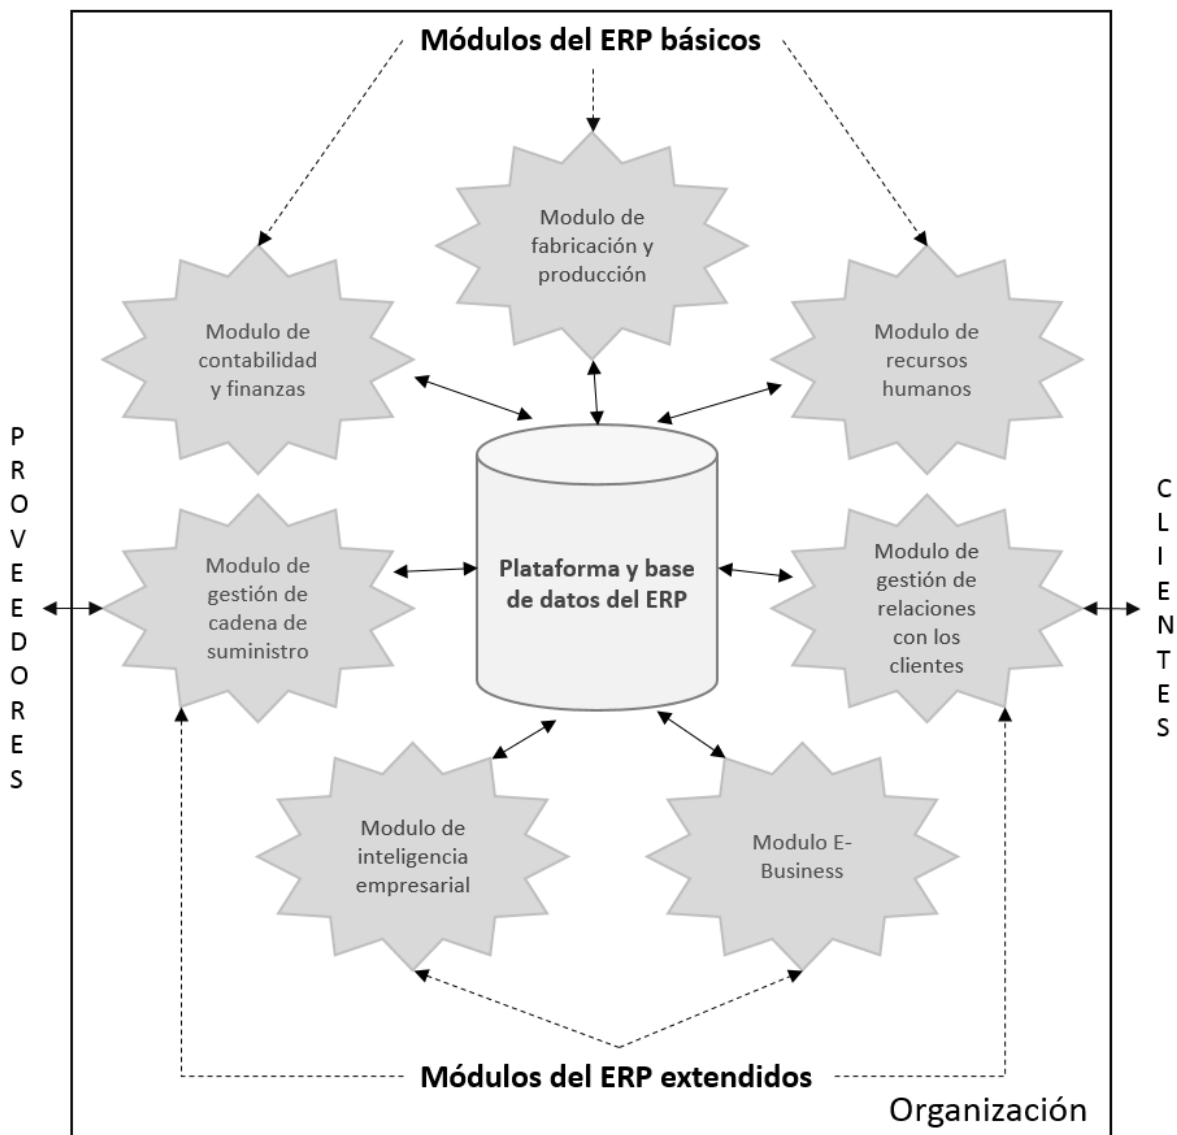 Módulos del ERP básicos
Modulo de
fabricación y
producción
Modulo de
contabilidad
y finanzas
Modulo de
recursos
humanos
PROVEEDORES
Modulo de
gestión de
cadena de
suministro
Plataforma y base
de datos del ERP
Modulo de
gestión de
relaciones
con los
clientes
CLIENTES
Modulo de
inteligencia
empresarial
Modulo E-
Business
Módulos del ERP extendidos
Organización